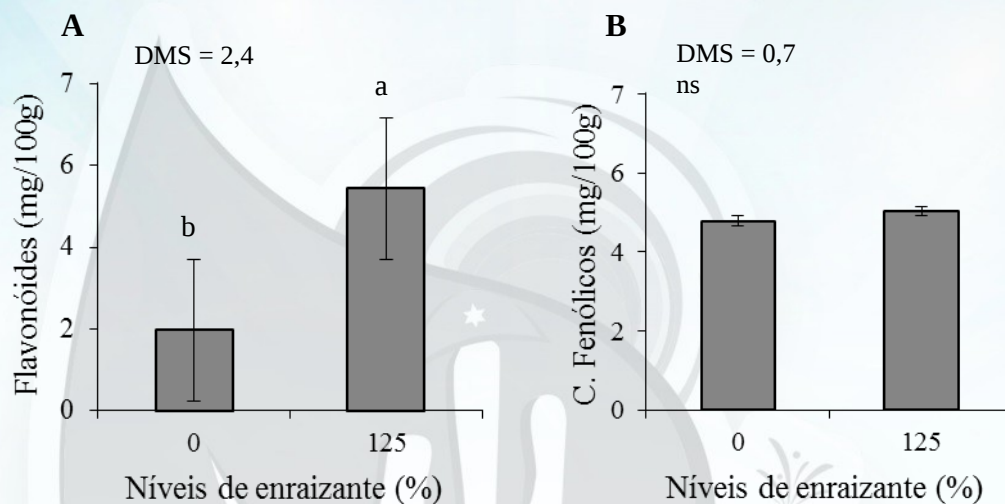 A
DMS = 2,4
7
6
4
2
0
Flavonóides (mg/100g)
b
a
0 125
Níveis de enraizante (%)
B
DMS = 0,7
ns
7
6
4
2
0
C. Fenólicos (mg/100g)
0 125
Níveis de enraizante (%)